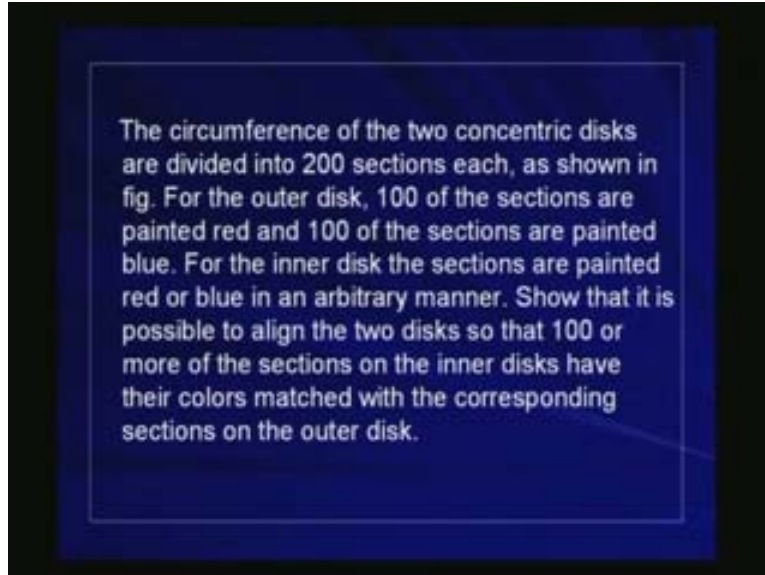 The circumference of the two concentric disks
are divided into 200 sections each, as shown in
fig. For the outer disk, 100 of the sections are
painted red and 100 of the sections are painted
blue. For the inner disk the sections are painted
red or blue in an arbitrary manner. Show that it is
possible to align the two disks so that 100 or
more of the sections on the inner disks have
their colors matched with the corresponding
sections on the outer disk.